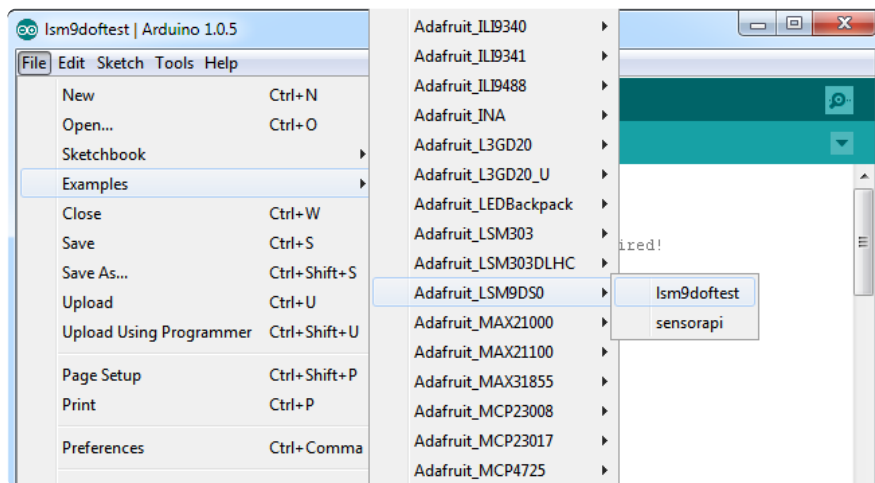 lsm9doftest | Arduino 1.0.5
File Edit Sketch Tools Help
New Ctrl+N
Open... Ctrl+O
Sketchbook
Examples
Close Ctrl+W
Save Ctrl+S
Save As... Ctrl+Shift+S
Upload Ctrl+U
Upload Using Programmer Ctrl+Shift+U
Page Setup Ctrl+Shift+P
Print Ctrl+P
Preferences Ctrl+Comma
Adafruit_ILI9340
Adafruit_ILI9341
Adafruit_ILI9488
Adafruit_INA
Adafruit_L3GD20
Adafruit_L3GD20_U
Adafruit_LEDBackpack
Adafruit_LSM303
Adafruit_LSM303DLHC
Adafruit_LSM9DS0
Adafruit_MAX21000
Adafruit_MAX21100
Adafruit_MAX31855
Adafruit_MCP23008
Adafruit_MCP23017
Adafruit_MCP4725
lsm9doftest
sensorapi
ired!